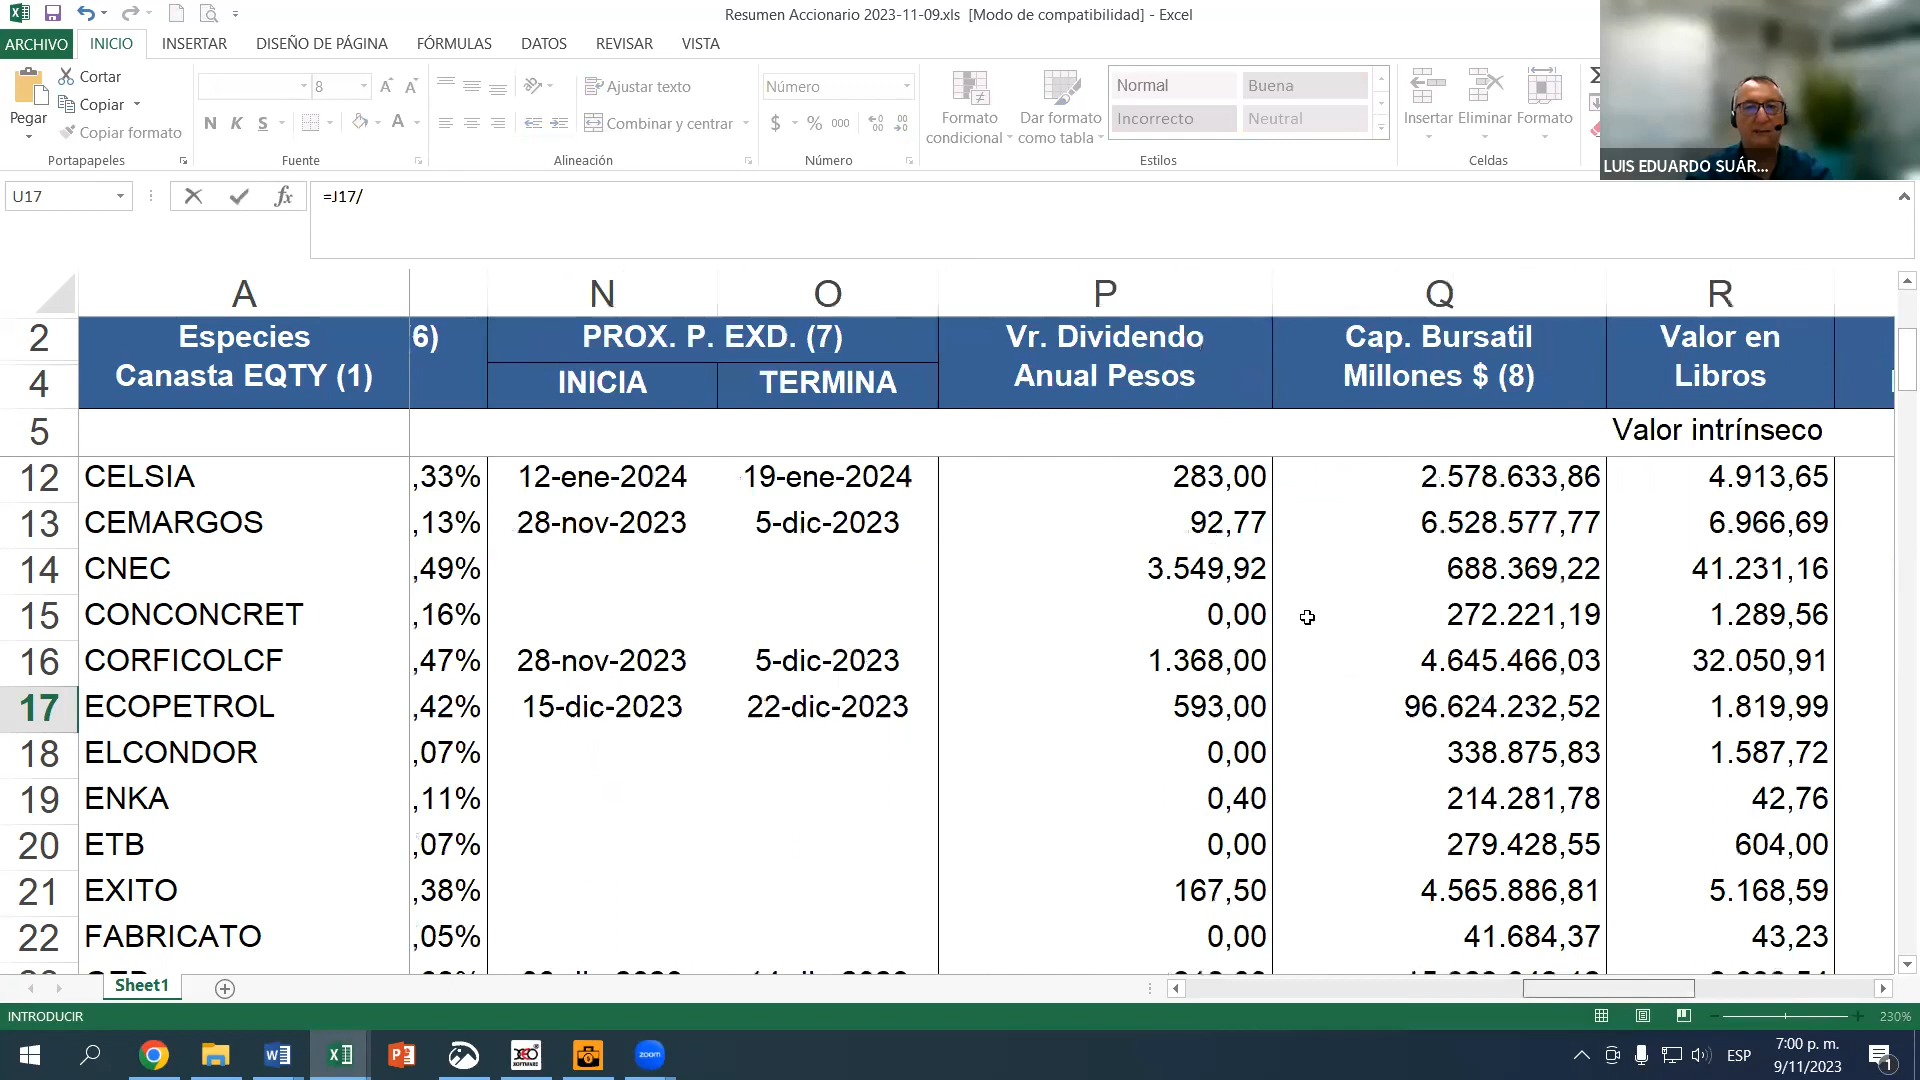 Resumen Accionario 2023-11-09.xls [Modo de compatibilidad] - Excel
ARCHIVO INICIO INSERTAR DISEÑO DE PÁGINA FÓRMULAS DATOS REVISAR VISTA
Pegar
Cortar
Copiar
Copiar formato
Portapapeles
8
N K S
Fuente
Ajustar texto
Combinar y centrar
Alineación
Número
$ % 000
Número
Formato condicional
Dar formato como tabla
Normal Buena
Incorrecto Neutral
Estilos
Insertar Eliminar Formato
Celdas
LUIS EDUARDO SUÁR...
U17 =J17/
A N O P Q R
2 Especies 6) PROX. P. EXD. (7) Vr. Dividendo Cap. Bursatil Valor en
4 Canasta EQTY (1) INICIA TERMINA Anual Pesos Millones $ (8) Libros
5 Valor intrínseco
12 CELSIA ,33% 12-ene-2024 19-ene-2024 283,00 2.578.633,86 4.913,65
13 CEMARGOS ,13% 28-nov-2023 5-dic-2023 92,77 6.528.577,77 6.966,69
14 CNEC ,49% 3.549,92 688.369,22 41.231,16
15 CONCONCRET ,16% 0,00 272.221,19 1.289,56
16 CORFICOLCF ,47% 28-nov-2023 5-dic-2023 1.368,00 4.645.466,03 32.050,91
17 ECOPETROL ,42% 15-dic-2023 22-dic-2023 593,00 96.624.232,52 1.819,99
18 ELCONDOR ,07% 0,00 338.875,83 1.587,72
19 ENKA ,11% 0,40 214.281,78 42,76
20 ETB ,07% 0,00 279.428,55 604,00
21 EXITO ,38% 167,50 4.565.886,81 5.168,59
22 FABRICATO ,05% 0,00 41.684,37 43,23
Sheet1
INTRODUCIR
230%
zoom
ESP
7:00 p. m.
9/11/2023
1